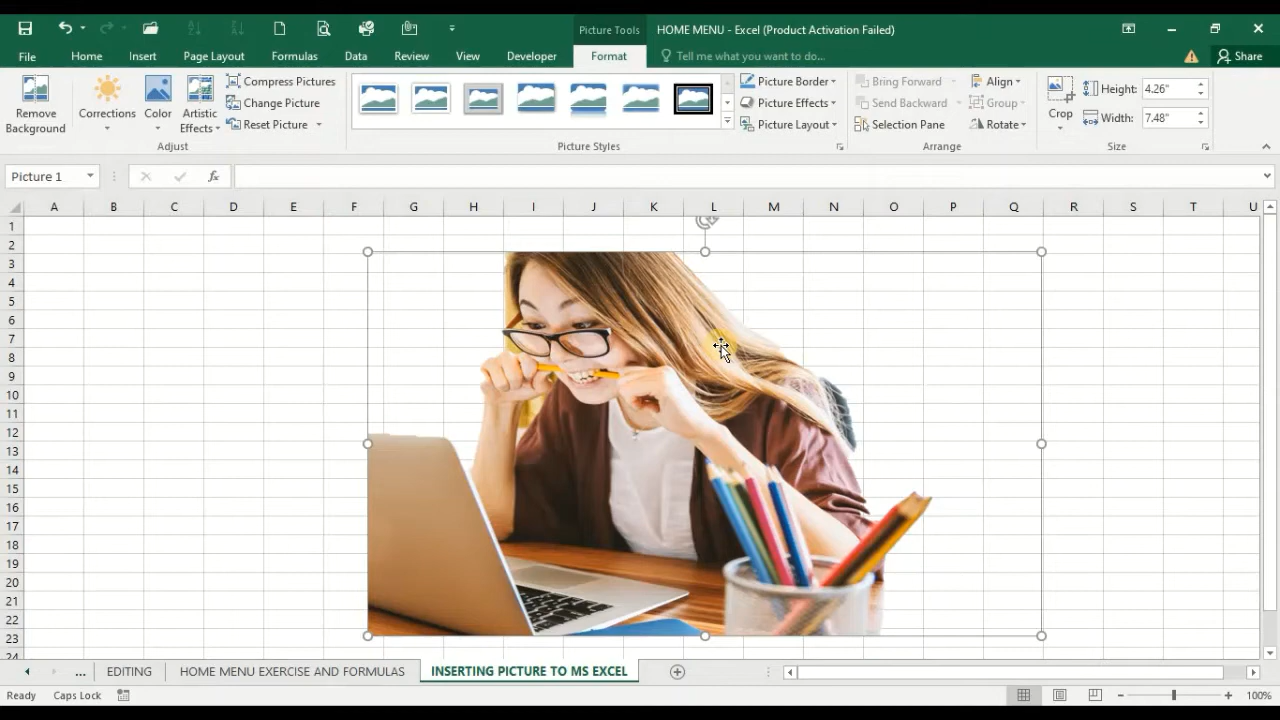 Picture Tools
HOME MENU - Excel (Product Activation Failed)
File
Home
Insert
Page Layout
Formulas
Data
Review
View
Developer
Format
Tell me what you want to do...
Share
Remove Background
Corrections
Color
Artistic Effects
Compress Pictures
Change Picture
Reset Picture
Adjust
Picture Styles
Picture Border
Picture Effects
Picture Layout
Bring Forward
Send Backward
Selection Pane
Align
Group
Rotate
Arrange
Crop
Height: 4.26"
Width: 7.48"
Size
Picture 1
fx
A B C D E F G H I J K L M N O P Q R S T U
1
2
3
4
5
6
7
8
9
10
11
12
13
14
15
16
17
18
19
20
21
22
23
24
... EDITING HOME MENU EXERCISE AND FORMULAS INSERTING PICTURE TO MS EXCEL
Ready Caps Lock 100%